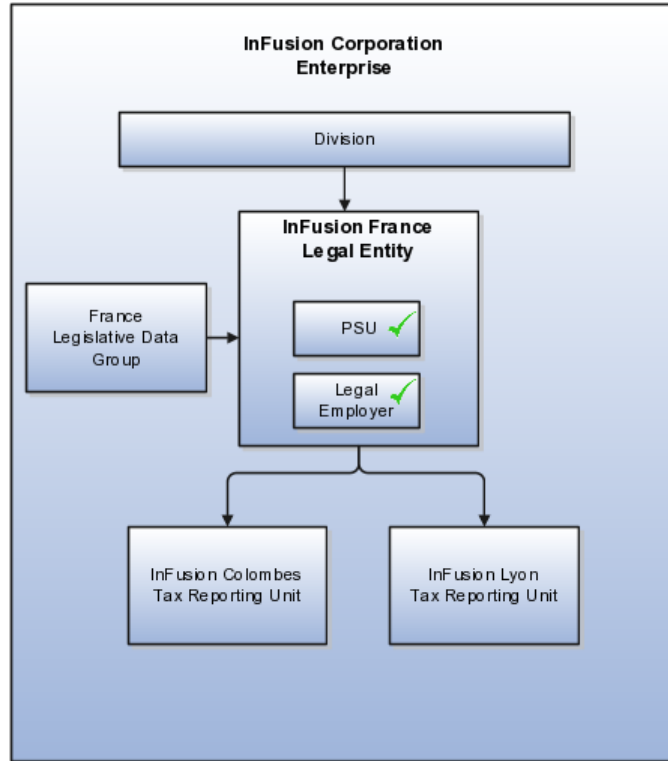 InFusion Corporation
Enterprise
Division
InFusion France
Legal Entity
France
Legislative Data
Group
PSU
Legal
Employer
InFusion Colombes
Tax Reporting Unit
InFusion Lyon
Tax Reporting Unit